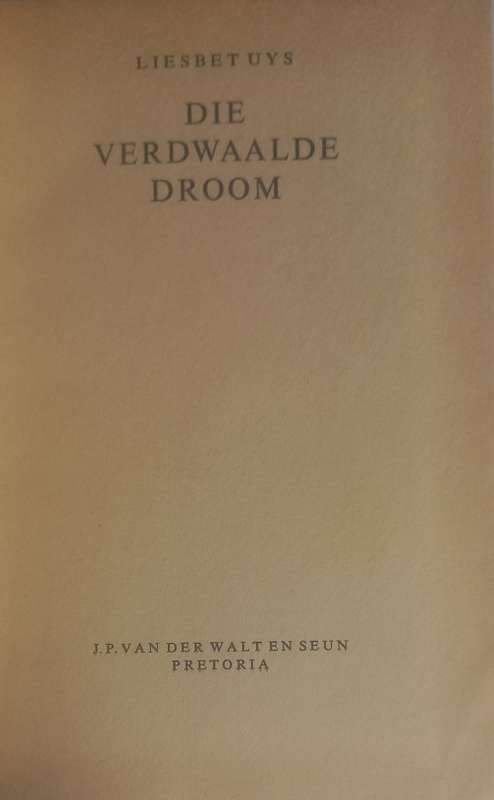 LIESBET UYS
DIE
VERDWAALDE
DROOM
J.P. VAN DER WALT EN SEUN
PRETORIA